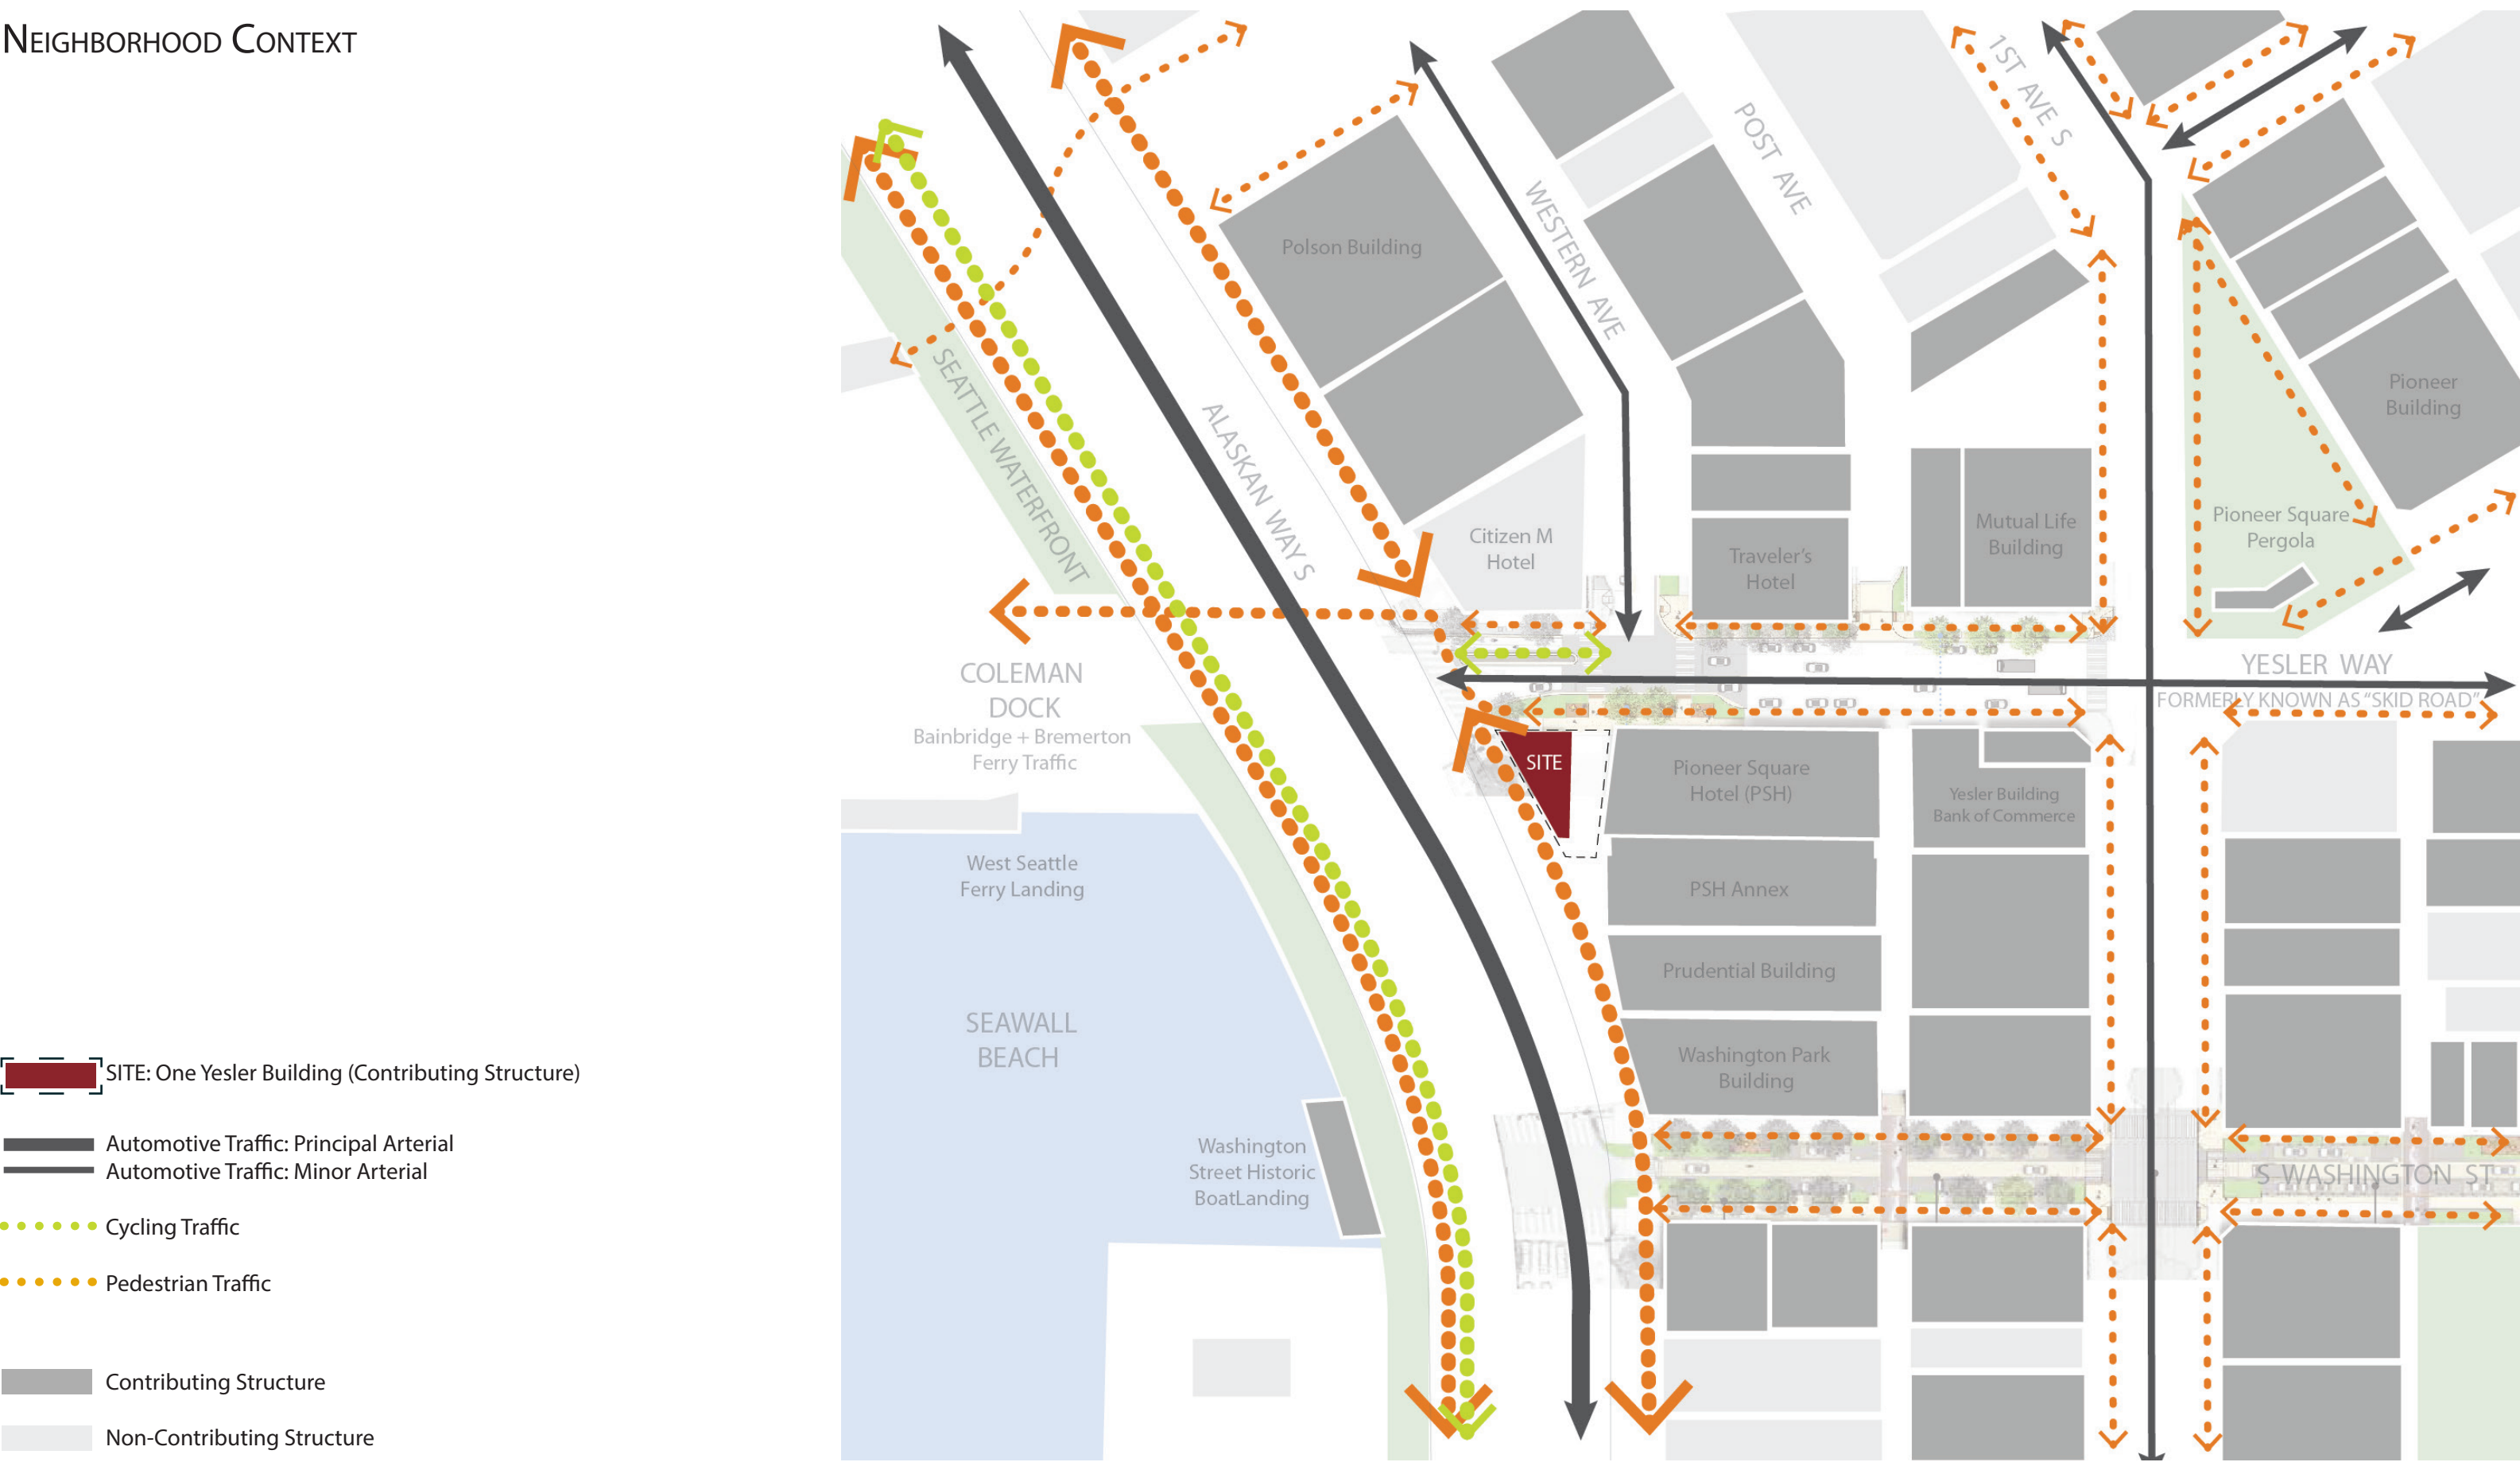 NEIGHBORHOOD CONTEXT
1ST AVE S
POST AVE
WESTERN AVE
Polson Building
Pioneer
Building
SEATTLE WATERFRONT
ALASKAN WAY S
Citizen M
Hotel
Traveler's
Hotel
Mutual Life
Building
Pioneer Square
Pergola
COLEMAN
DOCK
Bainbridge + Bremerton
Ferry Traffic
YESLER WAY
FORMERLY KNOWN AS "SKID ROAD"
SITE
Pioneer Square
Hotel (PSH)
Yesler Building
Bank of Commerce
West Seattle
Ferry Landing
PSH Annex
Prudential Building
SEAWALL
BEACH
Washington Park
Building
Washington
Street Historic
BoatLanding
S WASHINGTON ST
SITE: One Yesler Building (Contributing Structure)
Automotive Traffic: Principal Arterial
Automotive Traffic: Minor Arterial
Cycling Traffic
Pedestrian Traffic
Contributing Structure
Non-Contributing Structure